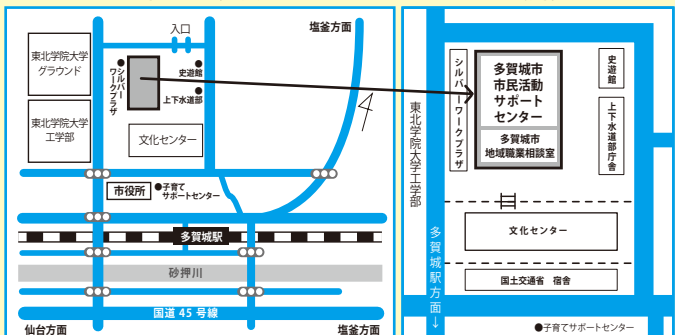 入口
塩釜方面
東北学院大学
グラウンド
シルバー
ワークプラザ
●史遊館
●上下水道部
東北学院大学
工学部
文化センター
市役所
●子育て
サポートセンター
多賀城駅
砂押川
国道45号線
仙台方面
塩釜方面
シルバーワークプラザ
多賀城市
市民活動
サポート
センター
多賀城市
地域職業相談室
史遊館
上下水道部庁舎
東北学院大学工学部
文化センター
多賀城駅方面↓
国土交通省 宿舎
●子育てサポートセンター